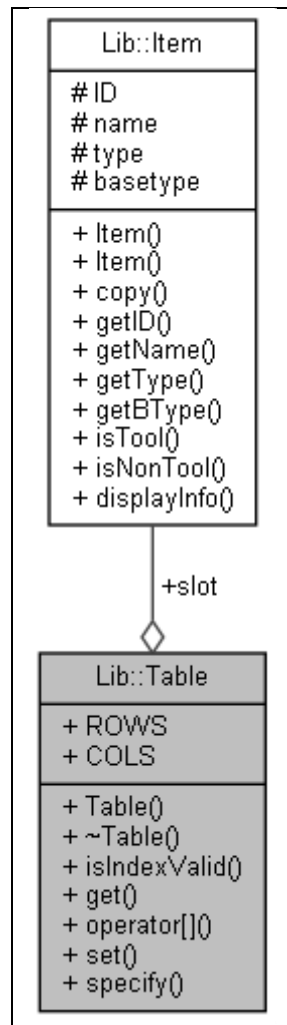 Lib::Item
# ID
# name
# type
# basetype
+ Item()
+ Item()
+ copy()
+ getID()
+ getName()
+ getType()
+ getBType()
+ isTool()
+ isNonTool()
+ displayInfo()
+slot
Lib::Table
+ ROWS
+ COLS
+ Table()
+ ~Table()
+ isIndexValid()
+ get()
+ operator[]()
+ set()
+ specify()